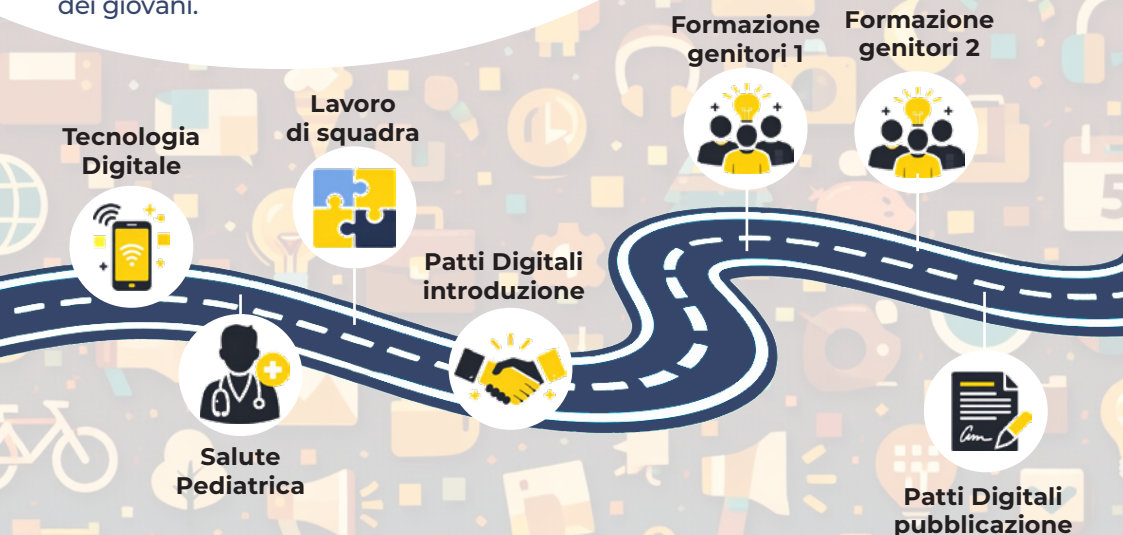 dei giovani.
Tecnologia
Digitale
Salute
Pediatrica
Lavoro
di squadra
Patti Digitali
introduzione
Formazione
genitori 1
Formazione
genitori 2
Patti Digitali
pubblicazione
5